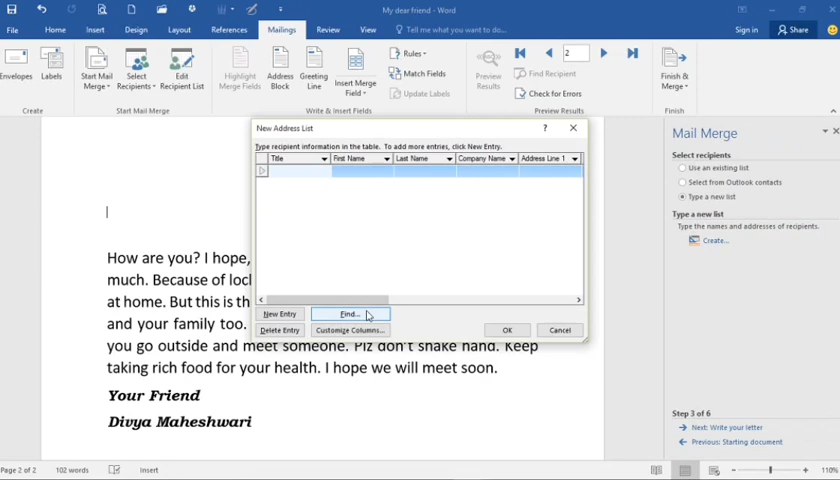 My dear friend - Word
File Home Insert Design Layout References Mailings Review View Tell me what you want to do... Sign in Share
Envelopes Labels Start Mail Merge Select Recipients Edit Recipient List Highlight Merge Fields Address Block Greeting Line Insert Merge Field Rules Match Fields Update Labels Preview Results 2 Find Recipient Check for Errors Finish & Merge
Create Start Mail Merge Write & Insert Fields Preview Results Finish
New Address List ?
Type recipient information in the table. To add more entries, click New Entry.
Title First Name Last Name Company Name Address Line 1
New Entry Find...
Delete Entry Customize Columns... OK Cancel
How are you? I hope,
much. Because of loc
at home. But this is th
and your family too.
you go outside and meet someone. Plz don't shake hand. Keep
taking rich food for your health. I hope we will meet soon.
Your Friend
Divya Maheshwari
Mail Merge
Select recipients
Use an existing list
Select from Outlook contacts
Type a new list
Type a new list
Type the names and addresses of recipients.
Create...
Step 3 of 6
Next: Write your letter
Previous: Starting document
Page 2 of 2 102 words Insert 110%